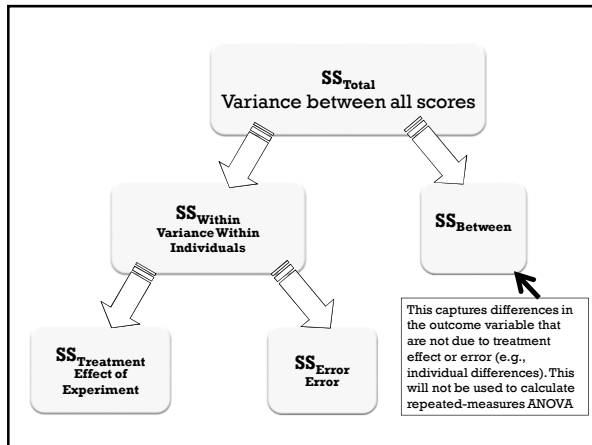 SSTotal
Variance between all scores
SSWithin
Variance Within
Individuals
SSBetween
SSTreatment
Effect of
Experiment
SSError
Error
This captures differences in
the outcome variable that
are not due to treatment
effect or error (e.g.,
individual differences). This
will not be used to calculate
repeated-measures ANOVA